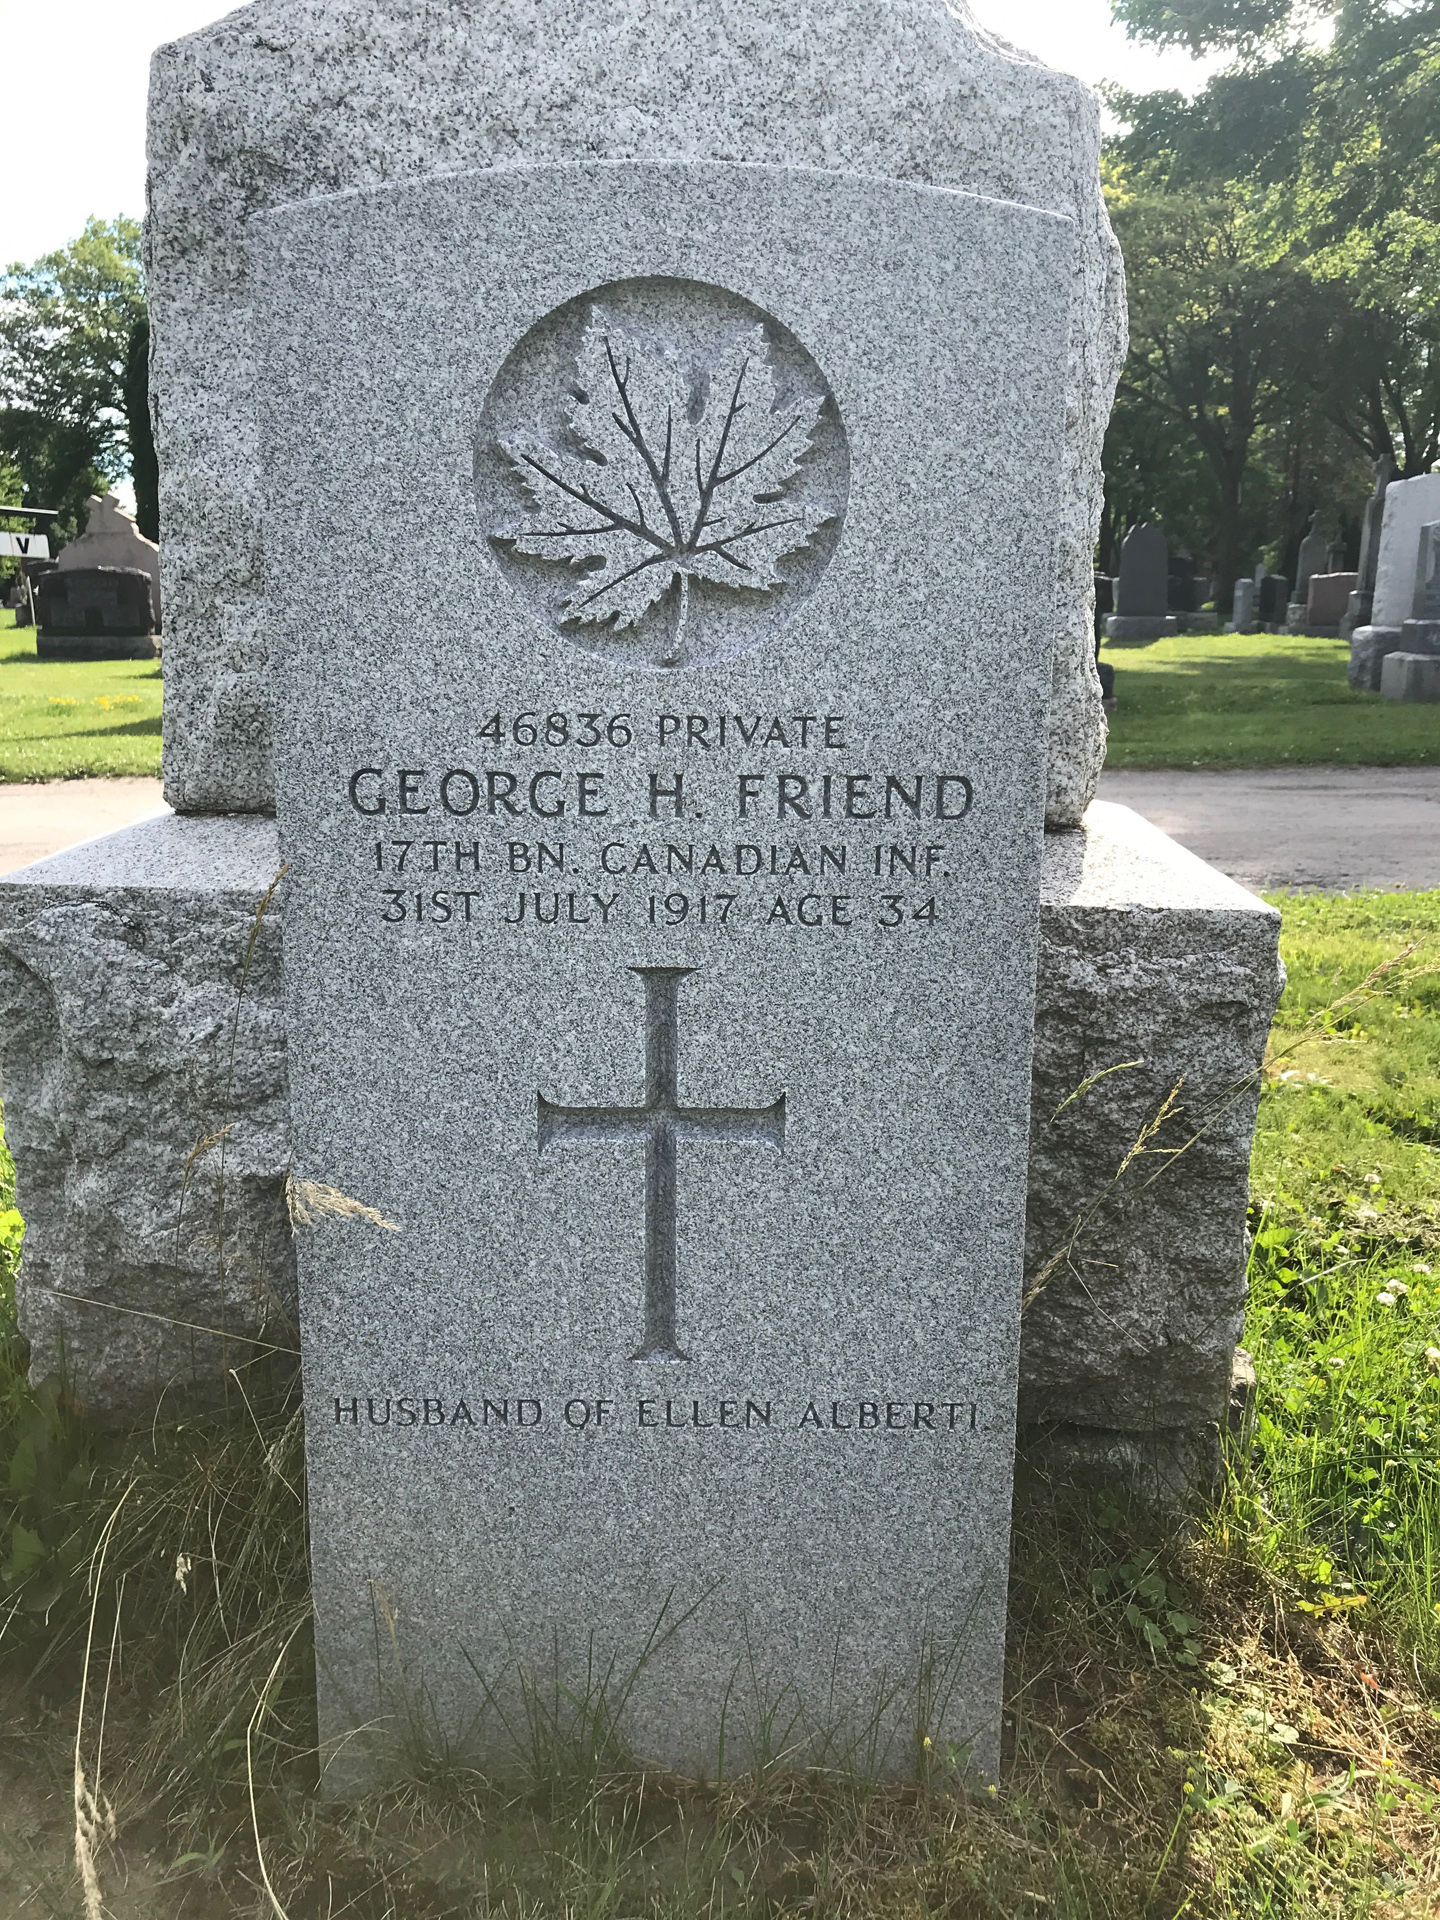 46836 PRIVATE
GEORGE H. FRIEND
17TH BN. CANADIAN INF.
31ST JULY 1917 AGE 34
HUSBAND OF ELLEN ALBERTI.
V